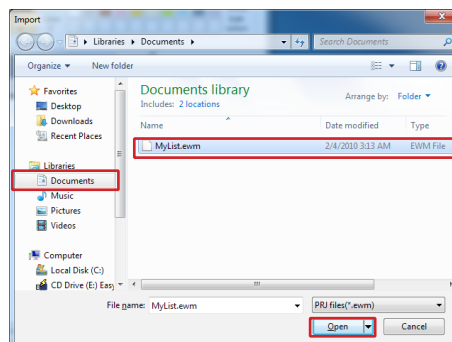 Import
Libraries Documents
Search Documents
Organize New folder
Favorites
Desktop
Downloads
Recent Places
Libraries
Documents
Music
Pictures
Videos
Computer
Local Disk (C:)
CD Drive (E:) Easy
Documents library
Includes: 2 locations
Arrange by: Folder
Name Date modified Type
MyList.ewm 2/4/2010 3:13 AM EWM File
File name: MyList.ewm PRJ files(*.ewm)
Open Cancel